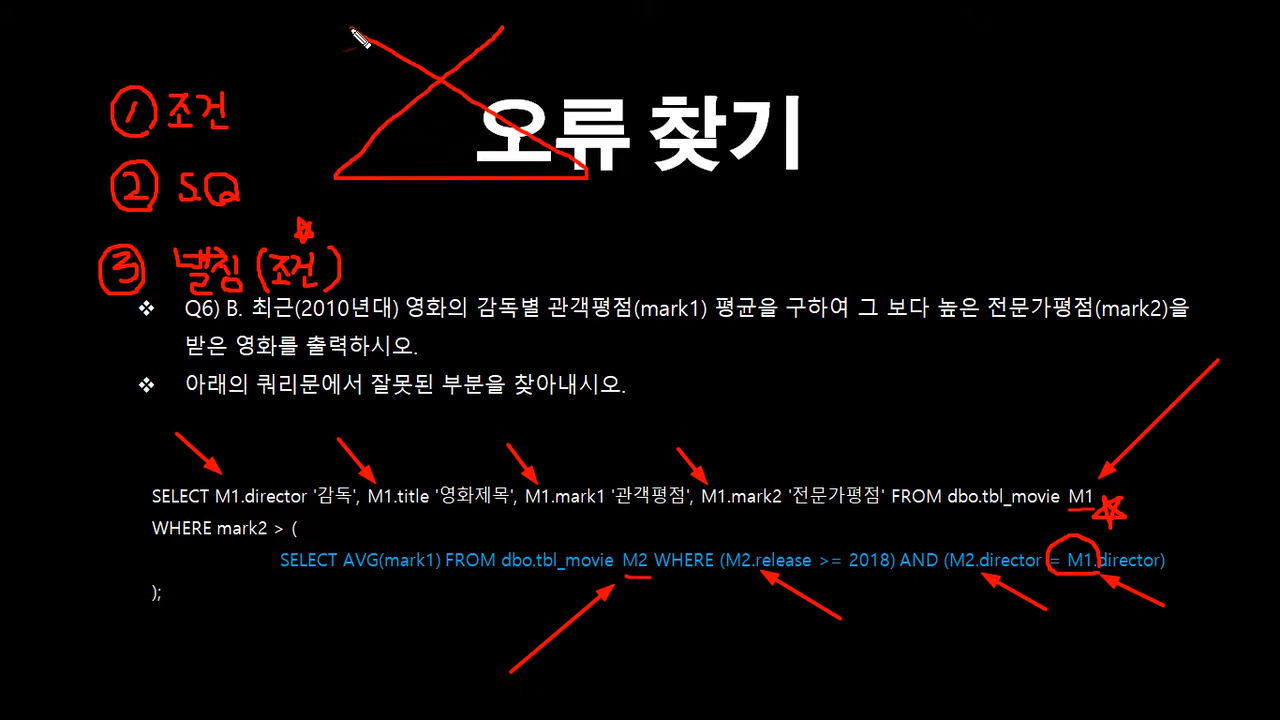 오류 찾기
① 조건
② SQ
③ 별칭 (조건)
❖ Q6) B. 최근(2010년대) 영화의 감독별 관객평점(mark1) 평균을 구하여 그 보다 높은 전문가평점(mark2)을
받은 영화를 출력하시오.
❖ 아래의 쿼리문에서 잘못된 부분을 찾아내시오.
SELECT M1.director '감독', M1.title '영화제목', M1.mark1 '관객평점', M1.mark2 '전문가평점' FROM dbo.tbl_movie M1
WHERE mark2 > (
SELECT AVG(mark1) FROM dbo.tbl_movie M2 WHERE (M2.release >= 2018) AND (M2.director = M1.director)
);